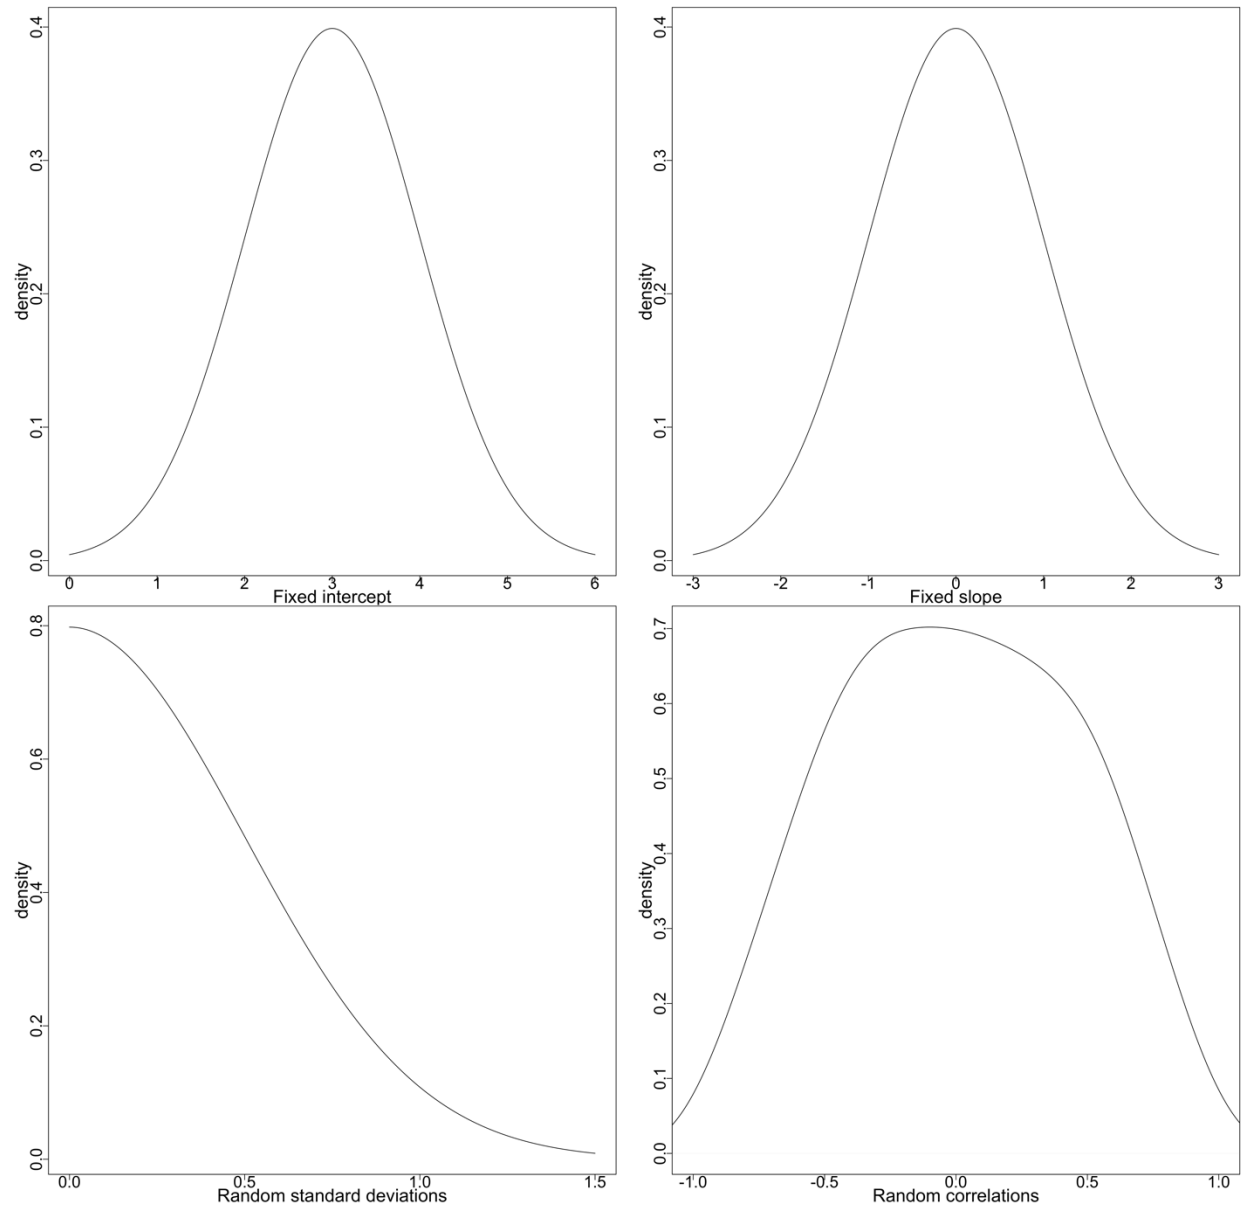 density
0.0 0.1 0.2 0.3 0.4
0 1 2 3 4 5 6
Fixed intercept
density
0.0 0.1 0.2 0.3 0.4
-3 -2 -1 0 1 2 3
Fixed slope
density
0.0 0.2 0.4 0.6 0.8
0.0 0.5 1.0 1.5
Random standard deviations
density
0.0 0.1 0.2 0.3 0.4 0.5 0.6 0.7
-1.0 -0.5 0.0 0.5 1.0
Random correlations